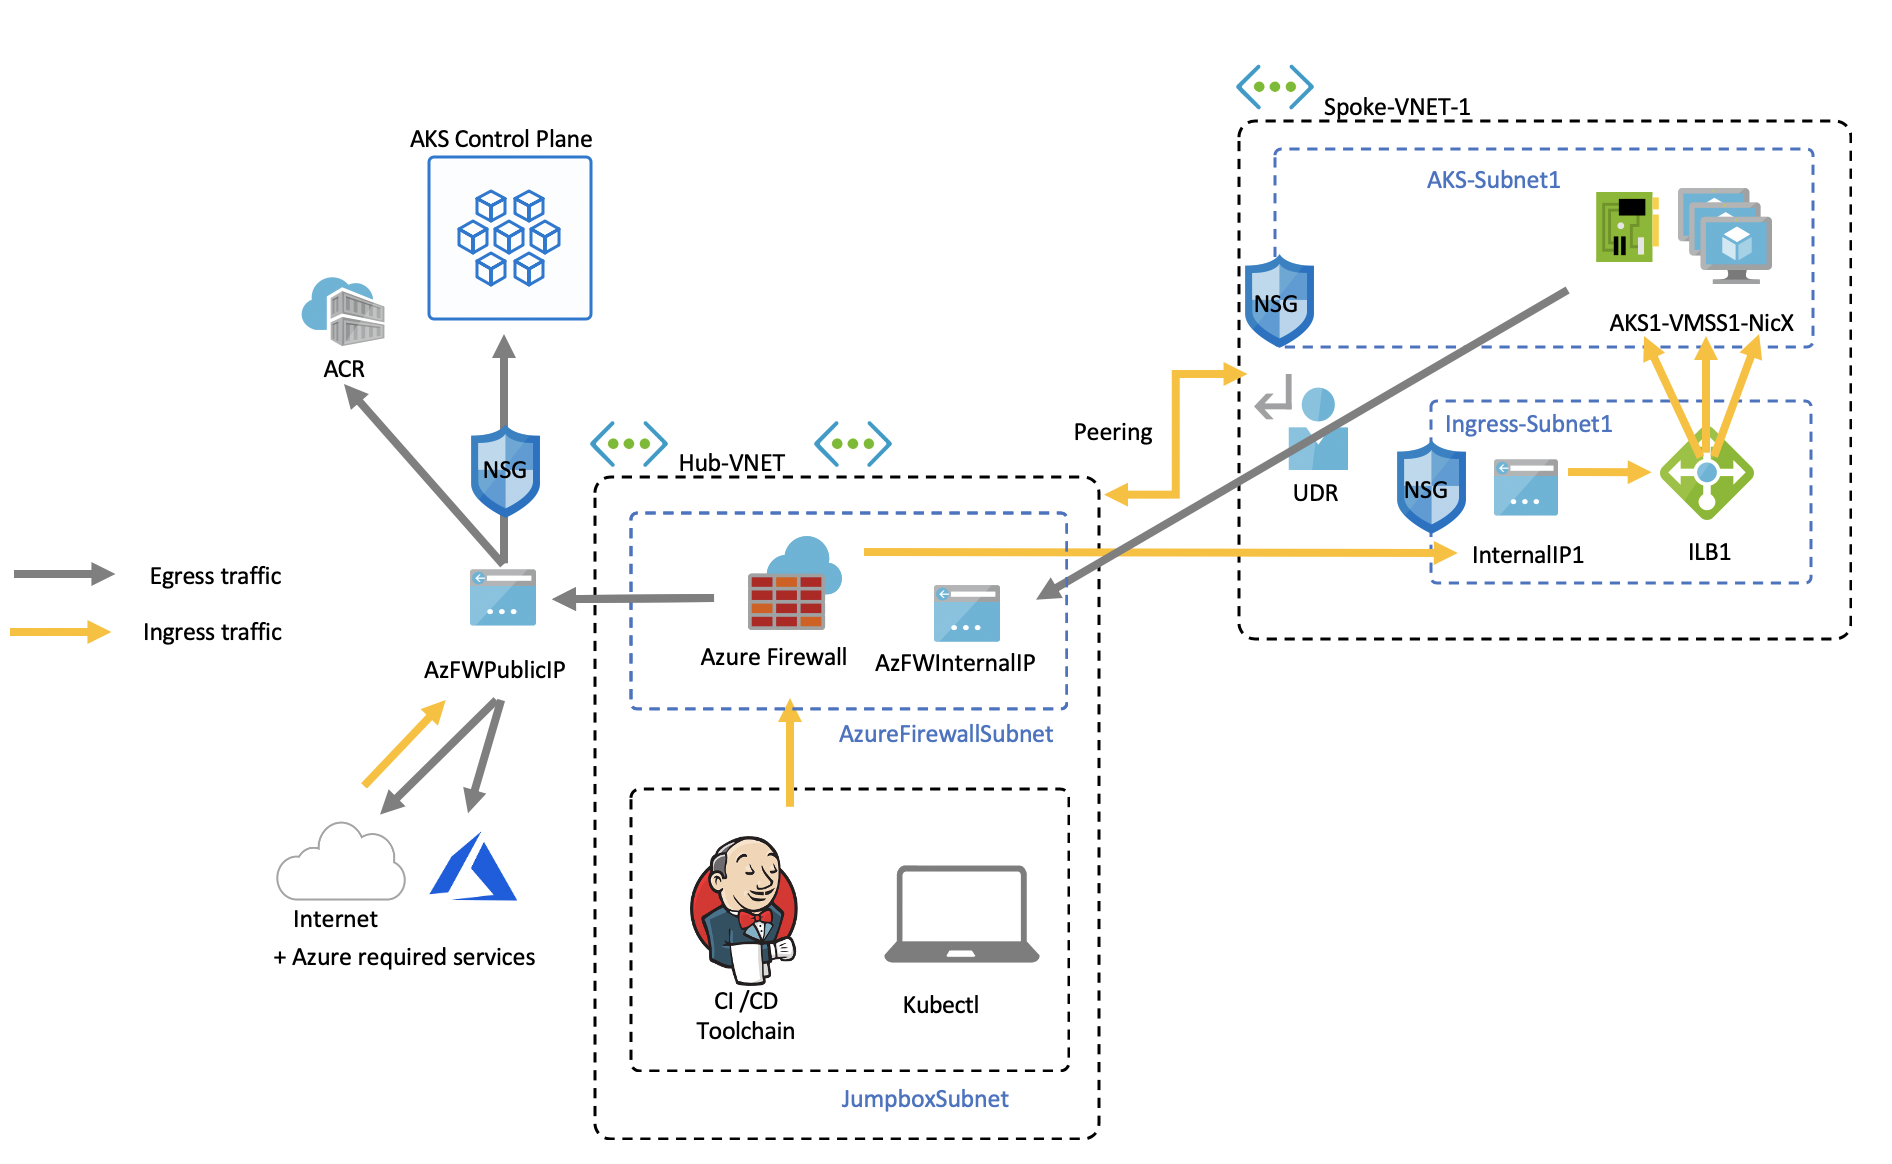 Spoke-VNET-1
AKS Control Plane
AKS-Subnet1
NSG
AKS1-VMSS1-NicX
ACR
Peering
Ingress-Subnet1
Hub-VNET
NSG
UDR
NSG
InternalIP1
ILB1
Egress traffic
Ingress traffic
AzFWPublicIP
Azure Firewall
AzFWInternalIP
AzureFirewallSubnet
Internet
+ Azure required services
CI /CD
Toolchain
Kubectl
JumpboxSubnet